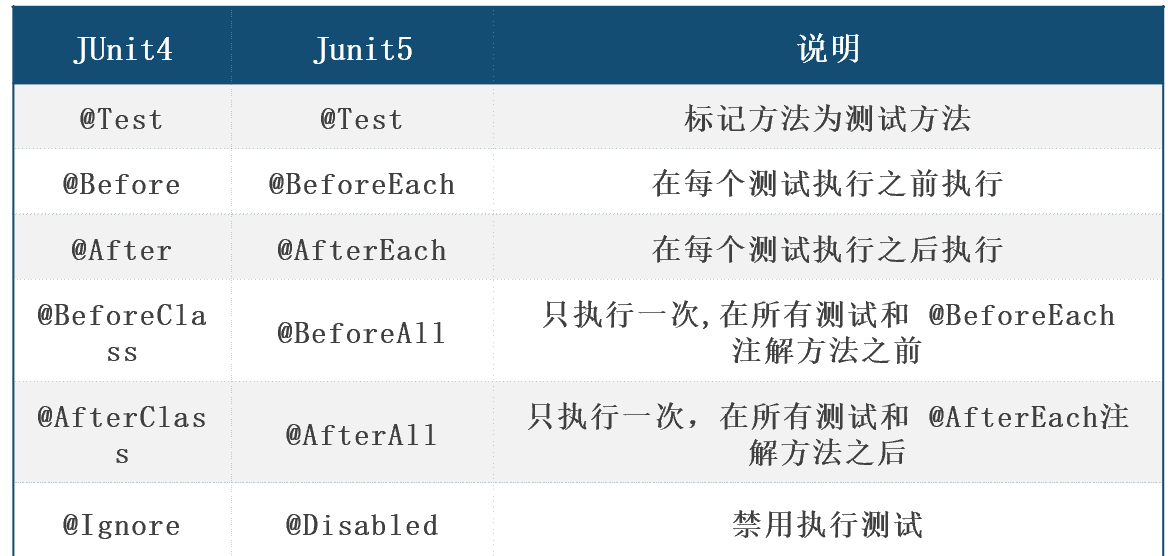 JUnit4 Junit5 说明
@Test @Test 标记方法为测试方法
@Before @BeforeEach 在每个测试执行之前执行
@After @AfterEach 在每个测试执行之后执行
@BeforeCla
ss
@BeforeAll
只执行一次,在所有测试和 @BeforeEach
注解方法之前
@AfterClas
s
@AfterAll
只执行一次，在所有测试和 @AfterEach注
解方法之后
@Ignore @Disabled 禁用执行测试